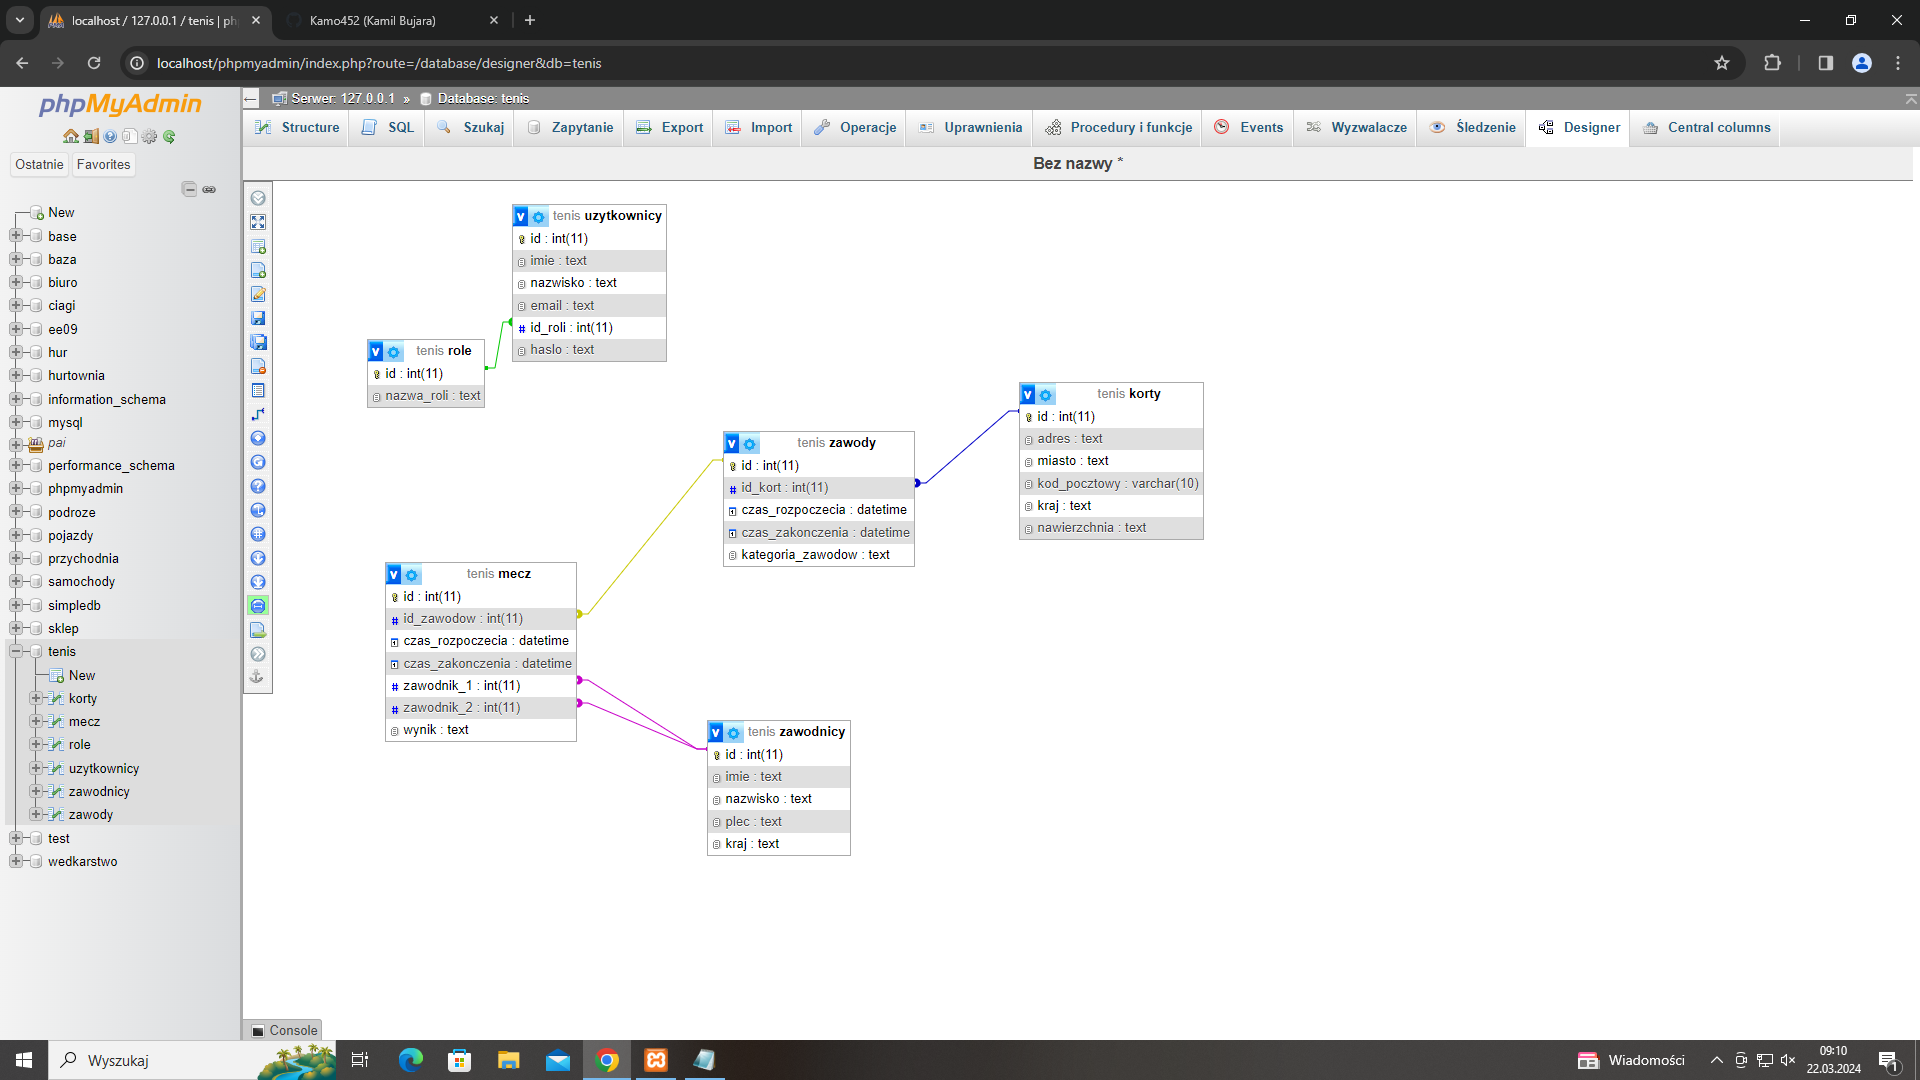 localhost / 127.0.0.1 / tenis | ph
Kamo452 (Kamil Bujara)
localhost/phpmyadmin/index.php?route=/database/designer&db=tenis
phpMyAdmin
Ostatnie
Favorites
New
base
baza
biuro
ciagi
ee09
hur
hurtownia
information_schema
mysql
pai
performance_schema
phpmyadmin
podroze
pojazdy
przychodnia
samochody
simpledb
sklep
tenis
New
korty
mecz
role
uzytkownicy
zawodnicy
zawody
test
wedkarstwo
Serwer: 127.0.0.1 » Database: tenis
Structure
SQL
Szukaj
Zapytanie
Export
Import
Operacje
Uprawnienia
Procedury i funkcje
Events
Wyzwalacze
Śledzenie
Designer
Central columns
Bez nazwy *
V tenis uzytkownicy
id : int(11)
imie : text
nazwisko : text
email : text
# id_roli : int(11)
haslo : text
V tenis role
id : int(11)
nazwa_roli : text
V tenis korty
id : int(11)
adres : text
miasto : text
kod_pocztowy : varchar(10)
kraj : text
nawierzchnia : text
V tenis zawody
id : int(11)
# id_kort : int(11)
czas_rozpoczecia : datetime
czas_zakonczenia : datetime
kategoria_zawodow : text
V tenis mecz
id : int(11)
# id_zawodow : int(11)
czas_rozpoczecia : datetime
czas_zakonczenia : datetime
# zawodnik_1 : int(11)
# zawodnik_2 : int(11)
wynik : text
V tenis zawodnicy
id : int(11)
imie : text
nazwisko : text
plec : text
kraj : text
Console
Wyszukaj
Wiadomości
09:10
22.03.2024
1